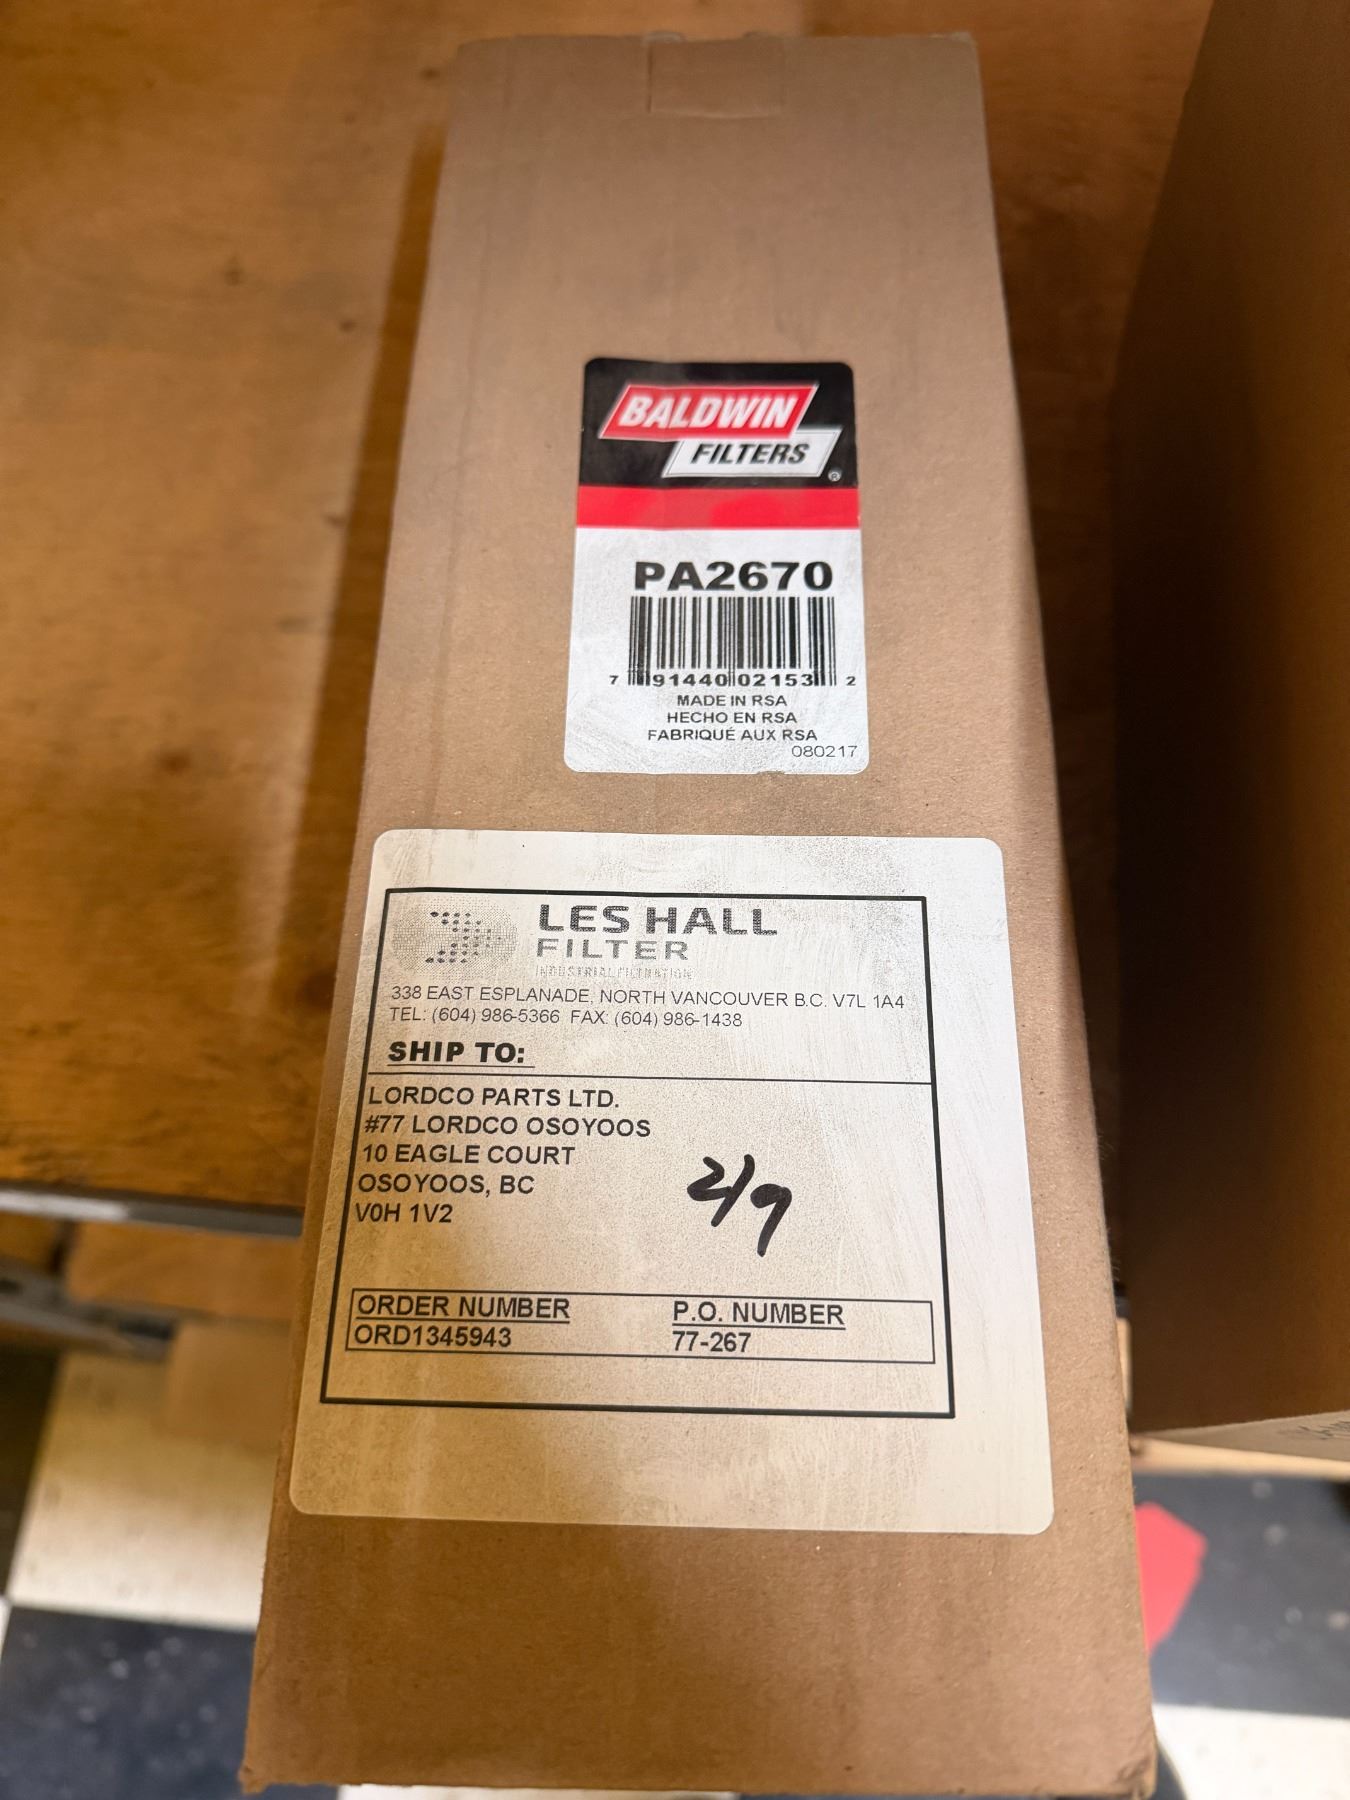 BALDWIN
FILTERS
®
PA2670
7 91440 02153 2
MADE IN RSA
HECHO EN RSA
FABRIQUÉ AUX RSA
080217
LES HALL
FILTER
INDUSTRIAL FILTRATION
338 EAST ESPLANADE, NORTH VANCOUVER B.C. V7L 1A4
TEL: (604) 986-5366 FAX: (604) 986-1438
SHIP TO:
LORDCO PARTS LTD.
#77 LORDCO OSOYOOS
10 EAGLE COURT
OSOYOOS, BC
V0H 1V2
2/9
ORDER NUMBER P.O. NUMBER
ORD1345943 77-267